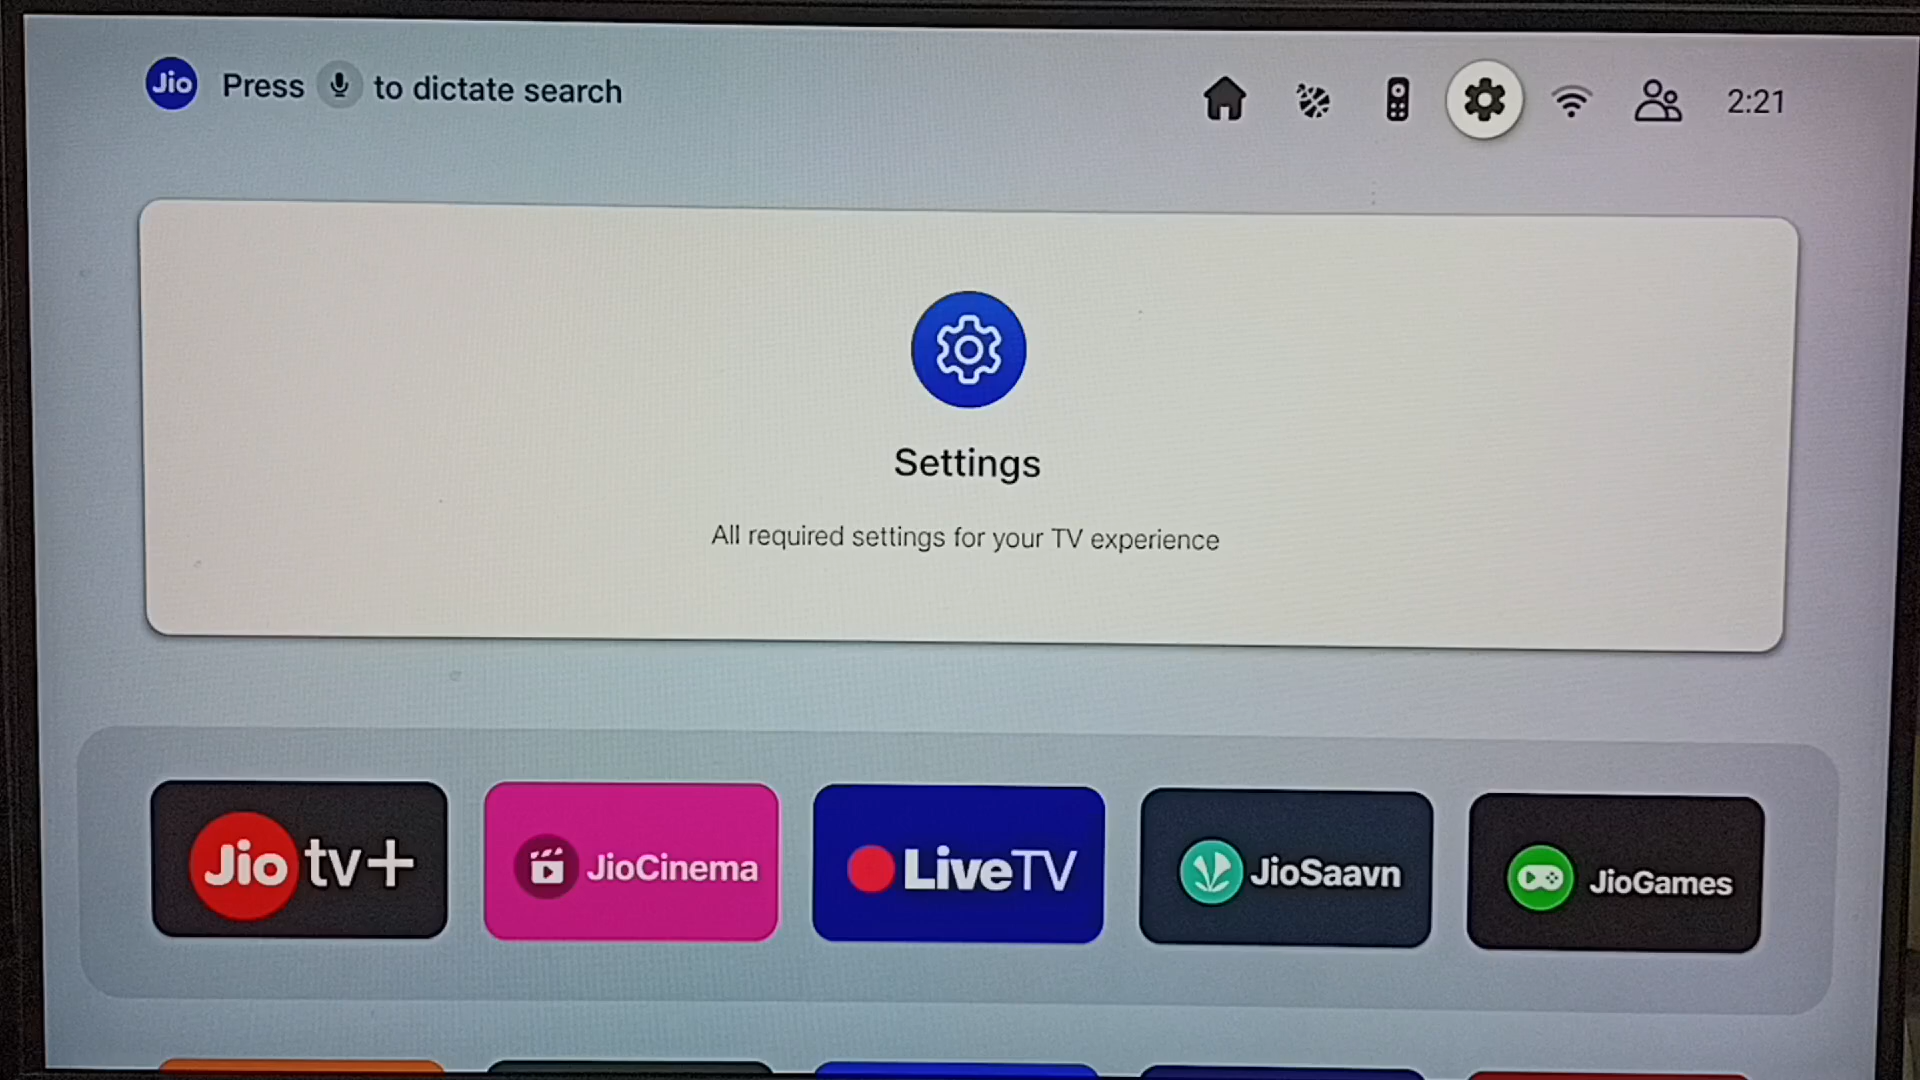 Jio Press to dictate search
2:21
Settings
All required settings for your TV experience
Jio tv+
JioCinema
LiveTV
JioSaavn
JioGames